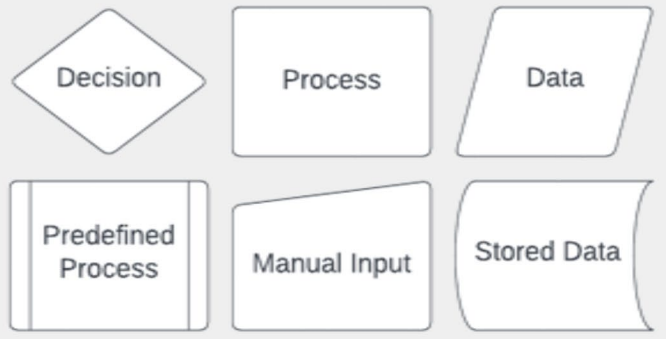 Decision
Process
Data
Predefined
Process
Manual Input
Stored Data